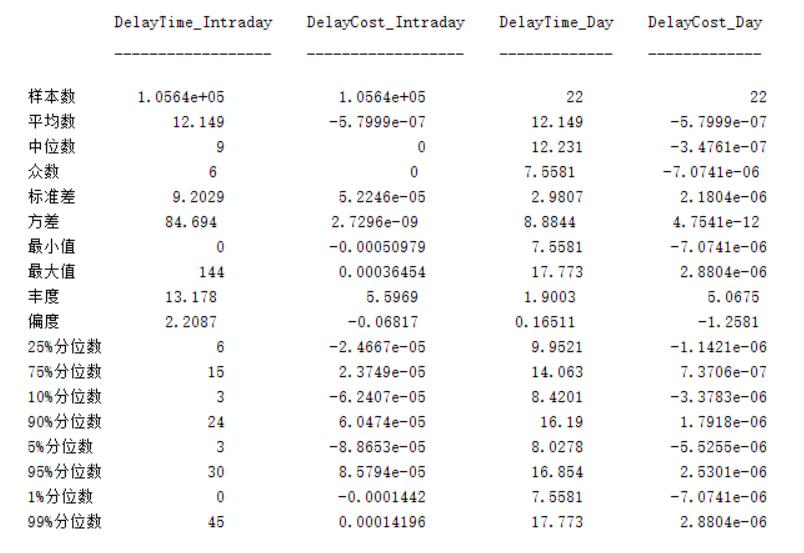 DelayTime_Intraday DelayCost_Intraday DelayTime_Day DelayCost_Day
------------------ ------------------ ------------- -------------
样本数 1.0564e+05 1.0564e+05 22 22
平均数 12.149 -5.7999e-07 12.149 -5.7999e-07
中位数 9 0 12.231 -3.4761e-07
众数 6 0 7.5581 -7.0741e-06
标准差 9.2029 5.2246e-05 2.9807 2.1804e-06
方差 84.694 2.7296e-09 8.8844 4.7541e-12
最小值 0 -0.00050979 7.5581 -7.0741e-06
最大值 144 0.00036454 17.773 2.8804e-06
丰度 13.178 5.5969 1.9003 5.0675
偏度 2.2087 -0.06817 0.16511 -1.2581
25%分位数 6 -2.4667e-05 9.9521 -1.1421e-06
75%分位数 15 2.3749e-05 14.063 7.3706e-07
10%分位数 3 -6.2407e-05 8.4201 -3.3783e-06
90%分位数 24 6.0474e-05 16.19 1.7918e-06
5%分位数 3 -8.8653e-05 8.0278 -5.5255e-06
95%分位数 30 8.5794e-05 16.854 2.5301e-06
1%分位数 0 -0.0001442 7.5581 -7.0741e-06
99%分位数 45 0.00014196 17.773 2.8804e-06